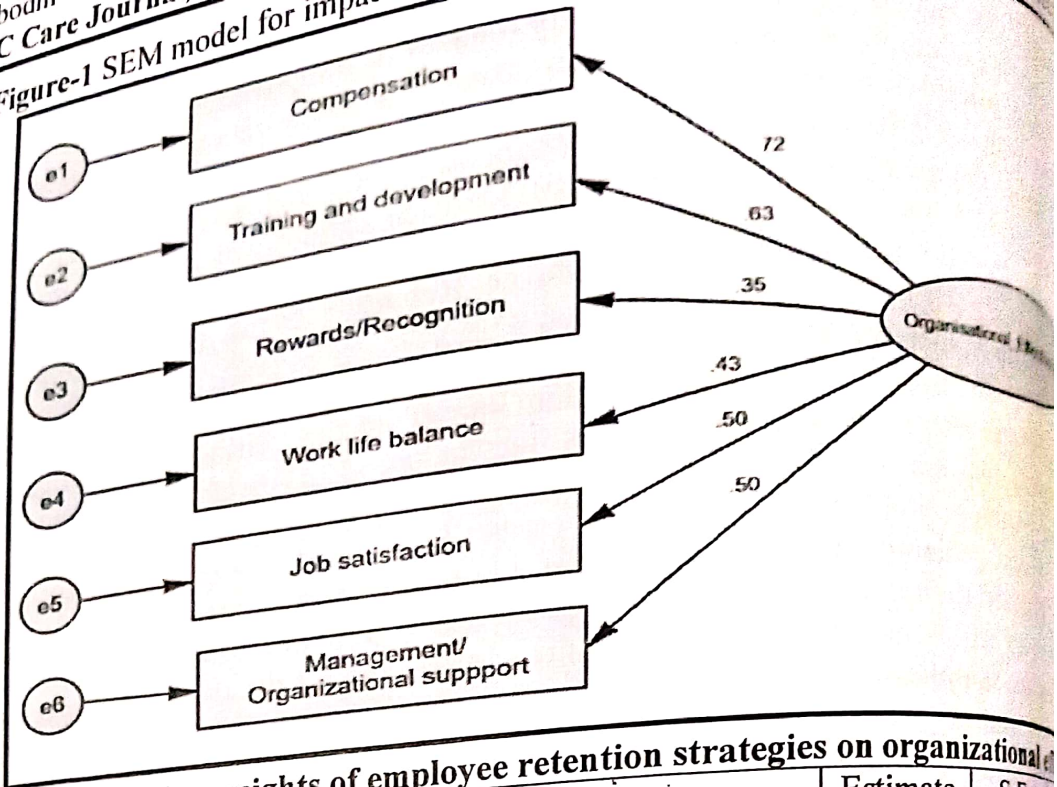 C Care Journ
Figure-1 SEM model for impa
Compensation
e1
72
Training and development
e2
63
Rewards/Recognition
e3
35
Organisational
Work life balance
e4
.43
Job satisfaction
e5
.50
Management/
Organizational suppport
e6
.50
ights of employee retention strategies on organizational
Estimate